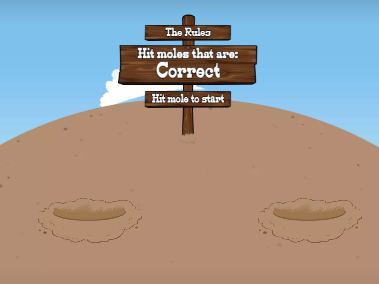 The Rules
Hit moles that are:
Correct
Hit mole to start